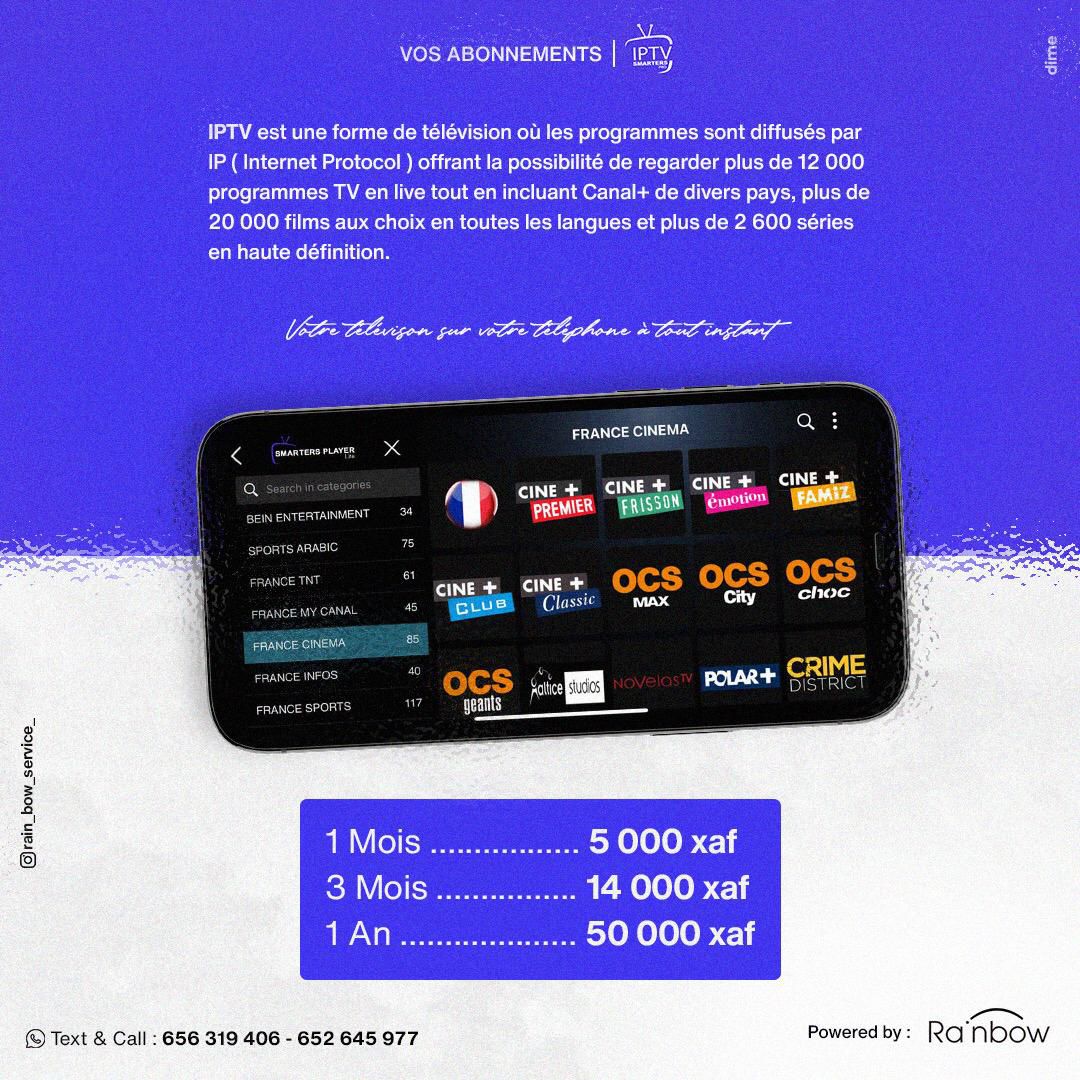 VOS ABONNEMENTS | IPTV SMARTERS PRO
dime
IPTV est une forme de télévision où les programmes sont diffusés par
IP ( Internet Protocol ) offrant la possibilité de regarder plus de 12 000
programmes TV en live tout en incluant Canal+ de divers pays, plus de
20 000 films aux choix en toutes les langues et plus de 2 600 séries
en haute définition.
Votre télévison sur votre téléphone à tout instant
SMARTERS PLAYER Lite
FRANCE CINEMA
Search in categories
BEIN ENTERTAINMENT 34
SPORTS ARABIC 75
FRANCE TNT 61
FRANCE MY CANAL 45
FRANCE CINEMA 85
FRANCE INFOS 40
FRANCE SPORTS 117
CINE + PREMIER
CINE + FRISSON
CINE + émotion
CINE + FAMIZ
CINE + CLUB
CINE + Classic
OCS MAX
OCS City
OCS choc
OCS geants
altice studios
NOVelas TV
POLAR+
CRIME DISTRICT
@rain_bow_service_
1 Mois ................. 5 000 xaf
3 Mois ................ 14 000 xaf
1 An .................... 50 000 xaf
Text & Call : 656 319 406 - 652 645 977
Powered by : Rainbow